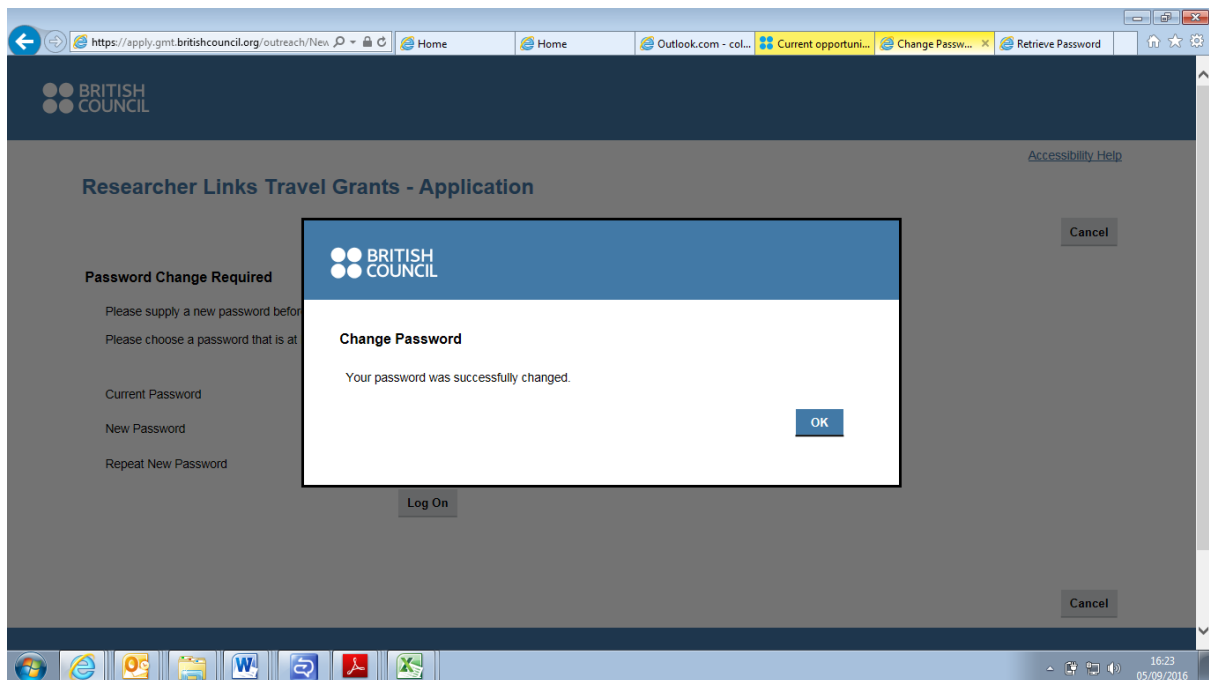 https://apply.gmt.britishcouncil.org/outreach/New
Home
Home
Outlook.com - col...
Current opportuni...
Change Passw...
Retrieve Password
BRITISH
COUNCIL
Accessibility Help
Researcher Links Travel Grants - Application
Cancel
Password Change Required
Please supply a new password befor
Please choose a password that is at
Current Password
New Password
Repeat New Password
BRITISH
COUNCIL
Change Password
Your password was successfully changed.
OK
Log On
Cancel
16:23
05/09/2016